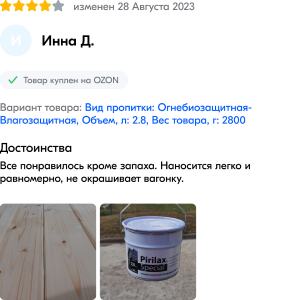 изменен 28 Августа 2023
И
Инна Д.
Товар куплен на OZON
Вариант товара: Вид пропитки: Огнебиозащитная-
Влагозащитная, Объем, л: 2.8, Вес товара, г: 2800
Достоинства
Все понравилось кроме запаха. Наносится легко и
равномерно, не окрашивает вагонку.
Pirilax
Special